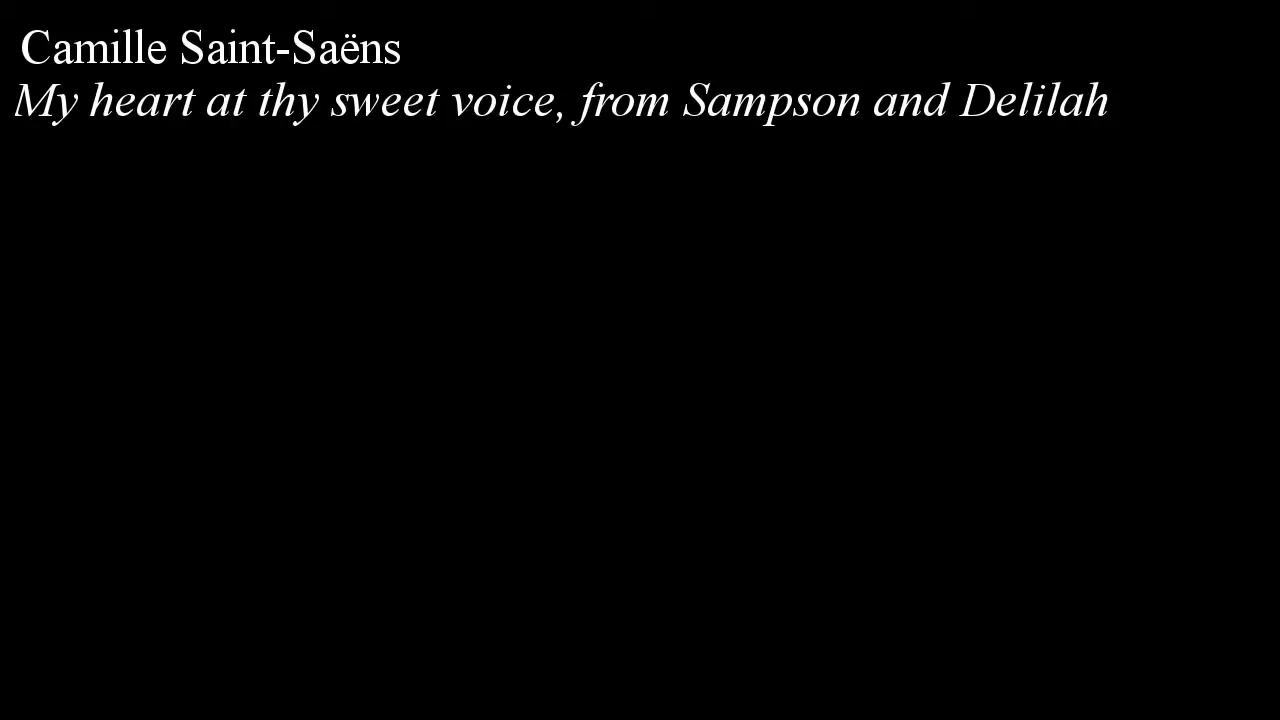 Camille Saint-Saëns
My heart at thy sweet voice, from Sampson and Delilah